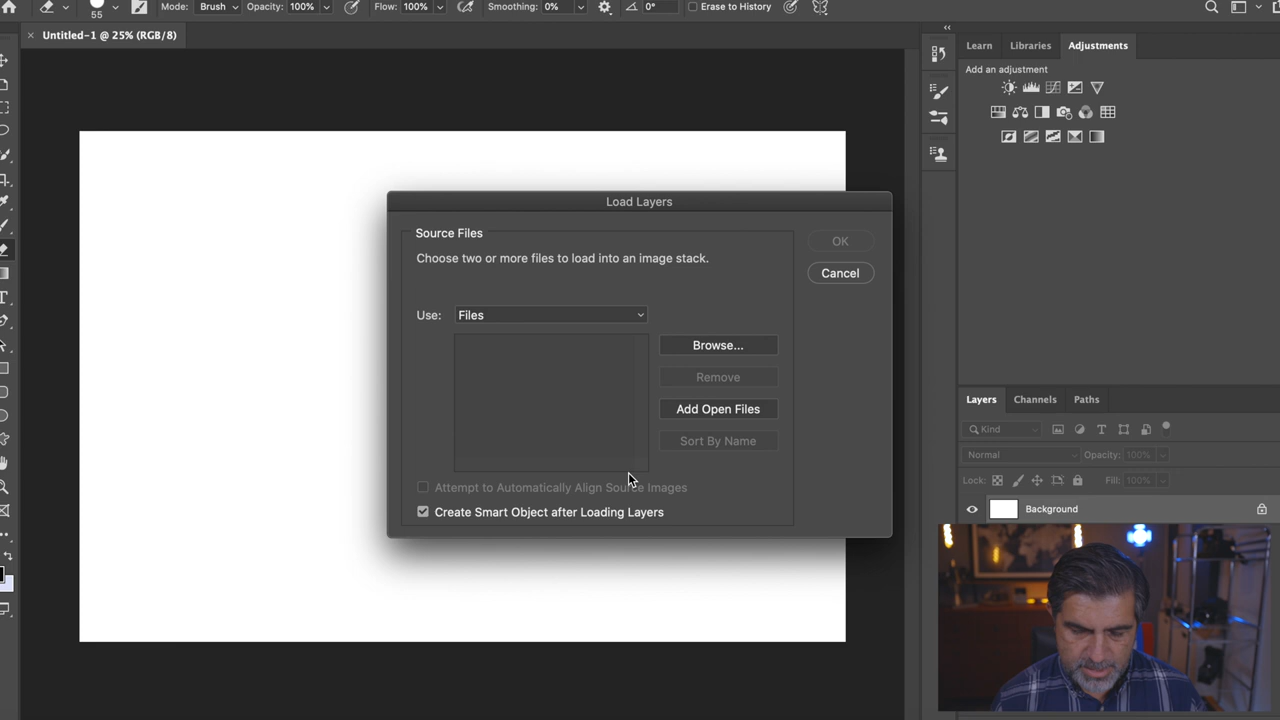 Mode: Brush Opacity: 100% Flow: 100% Smoothing: 0% 0° Erase to History
55
Untitled-1 @ 25% (RGB/8)
Learn Libraries Adjustments
Add an adjustment
Load Layers
Source Files
Choose two or more files to load into an image stack.
OK
Cancel
Use: Files
Browse...
Remove
Add Open Files
Sort By Name
Attempt to Automatically Align Source Images
Create Smart Object after Loading Layers
Layers Channels Paths
Kind
Normal Opacity: 100%
Lock: Fill: 100%
Background